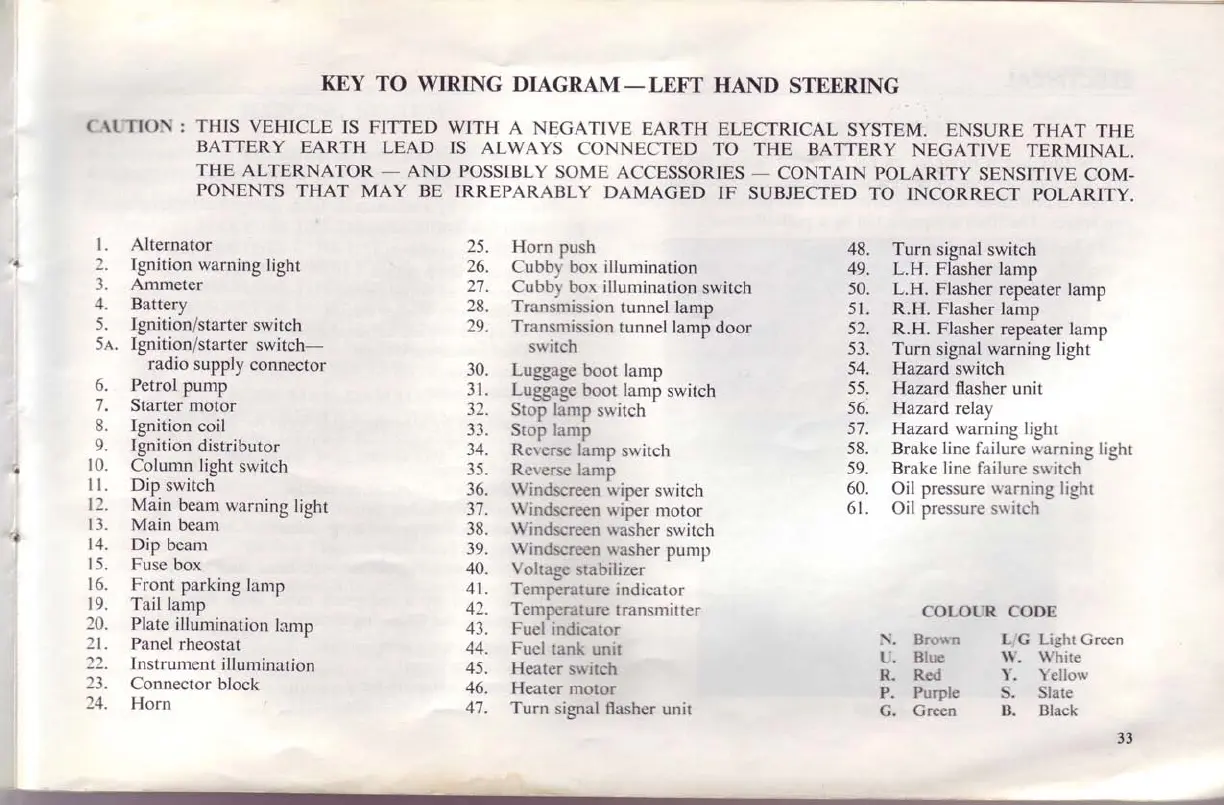 KEY TO WIRING DIAGRAM—LEFT HAND STEERING
CAUTION : THIS VEHICLE IS FITTED WITH A NEGATIVE EARTH ELECTRICAL SYSTEM. ENSURE THAT THE
BATTERY EARTH LEAD IS ALWAYS CONNECTED TO THE BATTERY NEGATIVE TERMINAL.
THE ALTERNATOR — AND POSSIBLY SOME ACCESSORIES — CONTAIN POLARITY SENSITIVE COM-
PONENTS THAT MAY BE IRREPARABLY DAMAGED IF SUBJECTED TO INCORRECT POLARITY.
1. Alternator
2. Ignition warning light
3. Ammeter
4. Battery
5. Ignition/starter switch
5A. Ignition/starter switch—
radio supply connector
6. Petrol pump
7. Starter motor
8. Ignition coil
9. Ignition distributor
10. Column light switch
11. Dip switch
12. Main beam warning light
13. Main beam
14. Dip beam
15. Fuse box
16. Front parking lamp
19. Tail lamp
20. Plate illumination lamp
21. Panel rheostat
22. Instrument illumination
23. Connector block
24. Horn
25. Horn push
26. Cubby box illumination
27. Cubby box illumination switch
28. Transmission tunnel lamp
29. Transmission tunnel lamp door
switch
30. Luggage boot lamp
31. Luggage boot lamp switch
32. Stop lamp switch
33. Stop lamp
34. Reverse lamp switch
35. Reverse lamp
36. Windscreen wiper switch
37. Windscreen wiper motor
38. Windscreen washer switch
39. Windscreen washer pump
40. Voltage stabilizer
41. Temperature indicator
42. Temperature transmitter
43. Fuel indicator
44. Fuel tank unit
45. Heater switch
46. Heater motor
47. Turn signal flasher unit
48. Turn signal switch
49. L.H. Flasher lamp
50. L.H. Flasher repeater lamp
51. R.H. Flasher lamp
52. R.H. Flasher repeater lamp
53. Turn signal warning light
54. Hazard switch
55. Hazard flasher unit
56. Hazard relay
57. Hazard warning light
58. Brake line failure warning light
59. Brake line failure switch
60. Oil pressure warning light
61. Oil pressure switch
COLOUR CODE
N. Brown L/G Light Green
U. Blue W. White
R. Red Y. Yellow
P. Purple S. Slate
G. Green B. Black
33